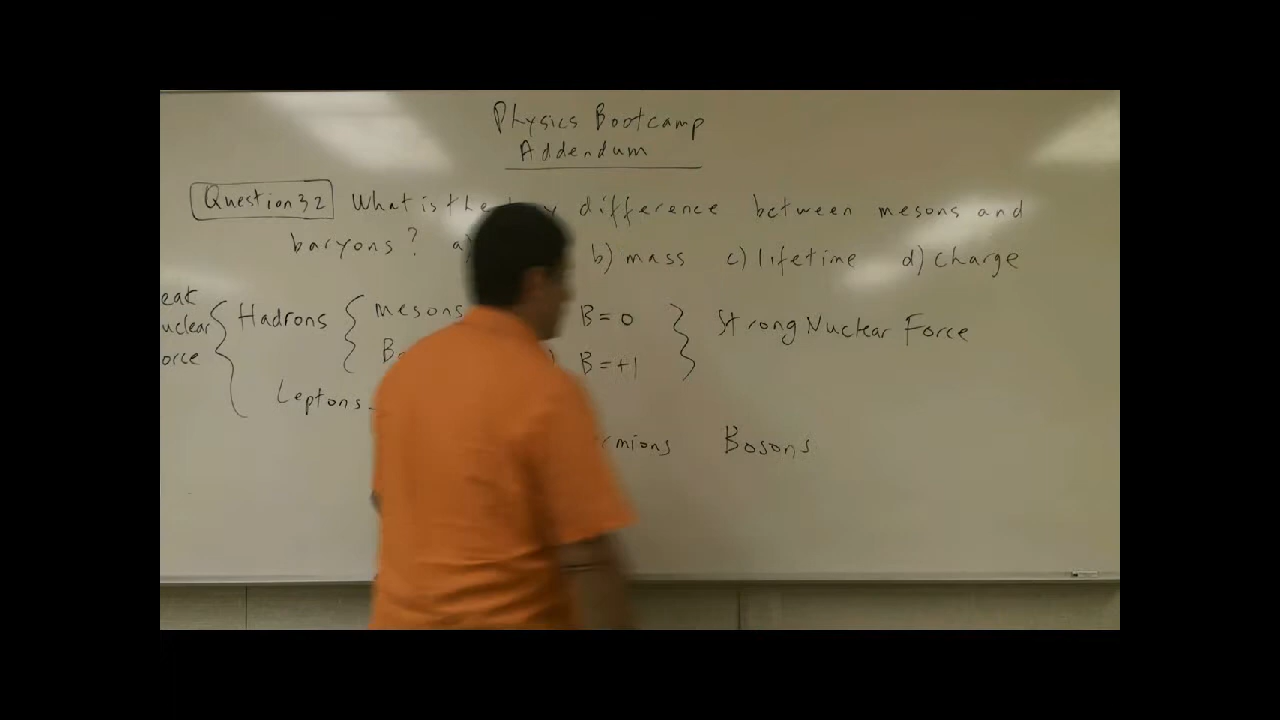 Physics Bootcamp
Addendum
Question 32 What is the difference between mesons and
baryons? a) b) mass c) lifetime d) charge
Hadrons { mesons B=0 } Strong Nuclear Force
B=+1
Leptons
Bosons